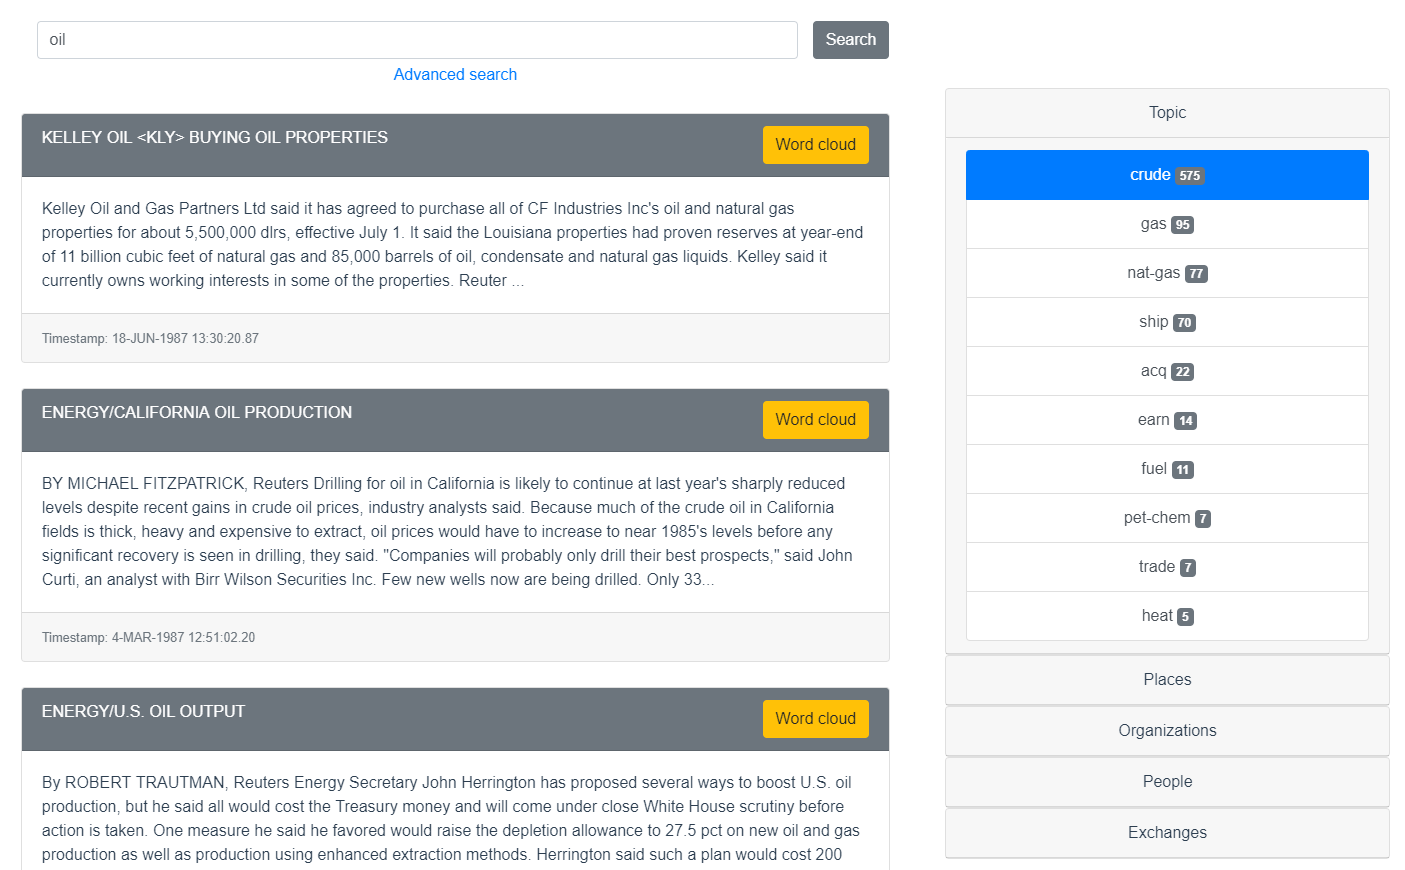 oil
Search
Advanced search
KELLEY OIL <KLY> BUYING OIL PROPERTIES
Word cloud
Kelley Oil and Gas Partners Ltd said it has agreed to purchase all of CF Industries Inc's oil and natural gas
properties for about 5,500,000 dlrs, effective July 1. It said the Louisiana properties had proven reserves at year-end
of 11 billion cubic feet of natural gas and 85,000 barrels of oil, condensate and natural gas liquids. Kelley said it
currently owns working interests in some of the properties. Reuter ...
Timestamp: 18-JUN-1987 13:30:20.87
ENERGY/CALIFORNIA OIL PRODUCTION
Word cloud
BY MICHAEL FITZPATRICK, Reuters Drilling for oil in California is likely to continue at last year's sharply reduced
levels despite recent gains in crude oil prices, industry analysts said. Because much of the crude oil in California
fields is thick, heavy and expensive to extract, oil prices would have to increase to near 1985's levels before any
significant recovery is seen in drilling, they said. "Companies will probably only drill their best prospects," said John
Curti, an analyst with Birr Wilson Securities Inc. Few new wells now are being drilled. Only 33...
Timestamp: 4-MAR-1987 12:51:02.20
ENERGY/U.S. OIL OUTPUT
Word cloud
By ROBERT TRAUTMAN, Reuters Energy Secretary John Herrington has proposed several ways to boost U.S. oil
production, but he said all would cost the Treasury money and will come under close White House scrutiny before
action is taken. One measure he said he favored would raise the depletion allowance to 27.5 pct on new oil and gas
production as well as production using enhanced extraction methods. Herrington said such a plan would cost 200
Topic
crude 575
gas 95
nat-gas 77
ship 70
acq 22
earn 14
fuel 11
pet-chem 7
trade 7
heat 5
Places
Organizations
People
Exchanges